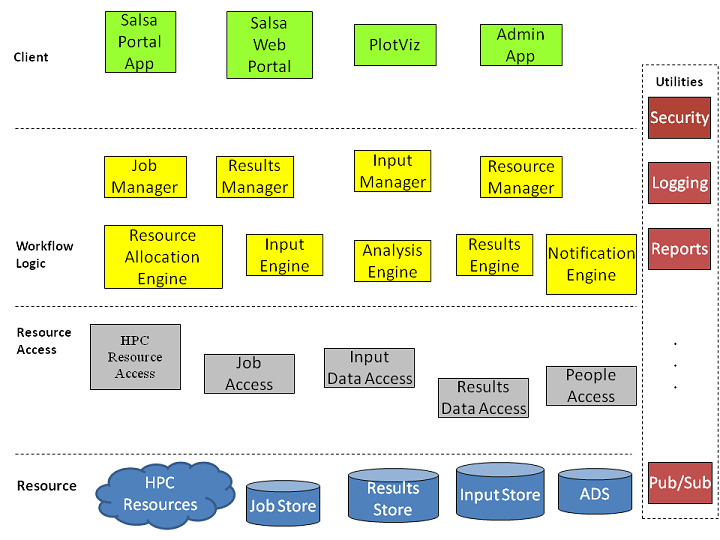 Client
Salsa
Portal
App
Salsa
Web
Portal
PlotViz
Admin
App
Utilities
Security
Logging
Reports
.
.
.
Pub/Sub
Workflow
Logic
Job
Manager
Results
Manager
Input
Manager
Resource
Manager
Resource
Allocation
Engine
Input
Engine
Analysis
Engine
Results
Engine
Notification
Engine
Resource
Access
HPC
Resource
Access
Job
Access
Input
Data Access
Results
Data Access
People
Access
Resource
HPC
Resources
Job Store
Results
Store
Input Store
ADS